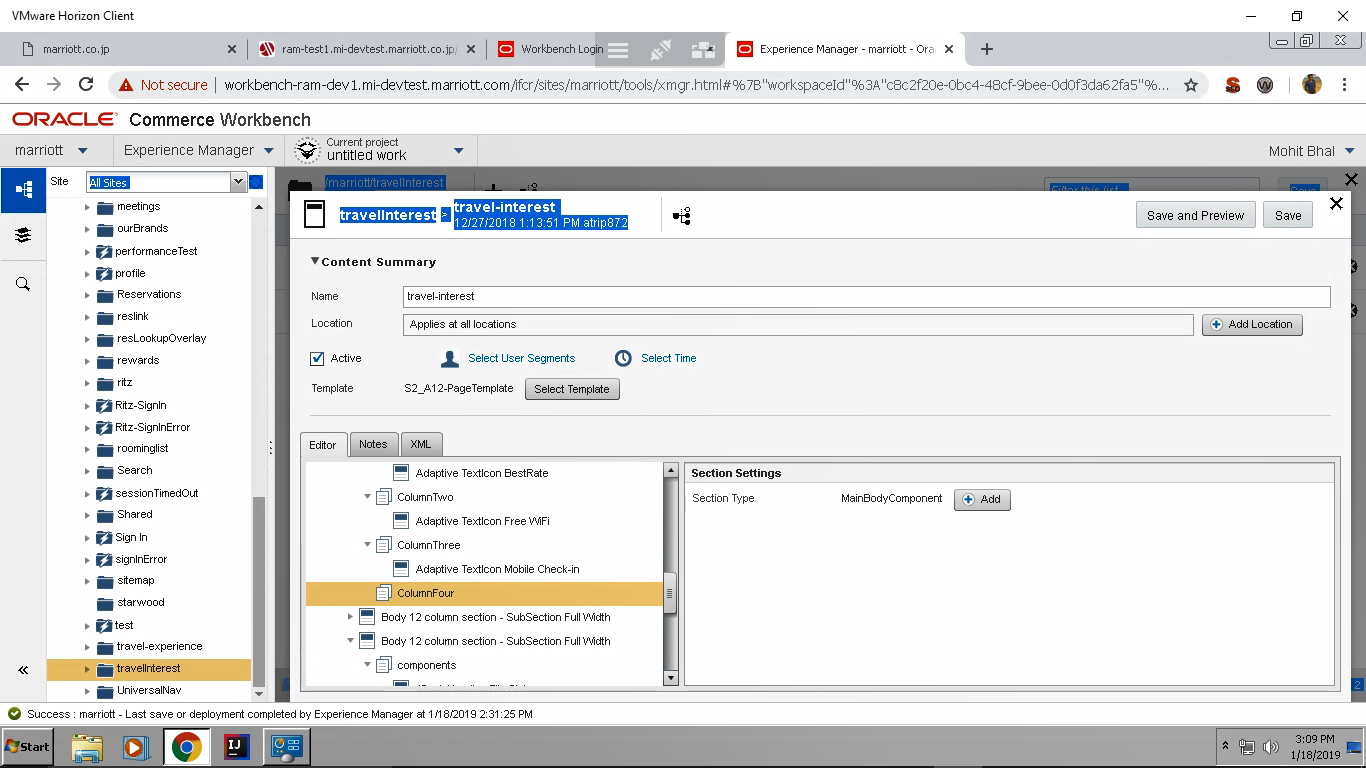 VMware Horizon Client
marriott.co.jp
ram-test1.mi-devtest.marriott.co.jp/
Workbench Login
Experience Manager - marriott - Ora
Not secure
workbench-ram-dev1.mi-devtest.marriott.com/ifcr/sites/marriott/tools/xmgr.html#%7B"workspaceId"%3A"c8c2f20e-0bc4-48cf-9bee-0d0f3da62fa5"%...
ORACLE Commerce Workbench
marriott
Experience Manager
Current project
untitled work
Mohit Bhal
Site
All Sites
/marriott/travelInterest
Filter this list...
Save
meetings
ourBrands
performanceTest
profile
Reservations
reslink
resLookupOverlay
rewards
ritz
Ritz-SignIn
Ritz-SignInError
roominglist
Search
sessionTimedOut
Shared
Sign In
signInError
sitemap
starwood
test
travel-experience
travelInterest
UniversalNav
travelInterest > travel-interest
12/27/2018 1:13:51 PM atrip872
Save and Preview
Save
Content Summary
Name
travel-interest
Location
Applies at all locations
Add Location
Active
Select User Segments
Select Time
Template
S2_A12-PageTemplate
Select Template
Editor
Notes
XML
Adaptive TextIcon BestRate
ColumnTwo
Adaptive TextIcon Free WiFi
ColumnThree
Adaptive TextIcon Mobile Check-in
ColumnFour
Body 12 column section - SubSection Full Width
Body 12 column section - SubSection Full Width
components
Section Settings
Section Type
MainBodyComponent
Add
2
Success : marriott - Last save or deployment completed by Experience Manager at 1/18/2019 2:31:25 PM
Start
3:09 PM
1/18/2019